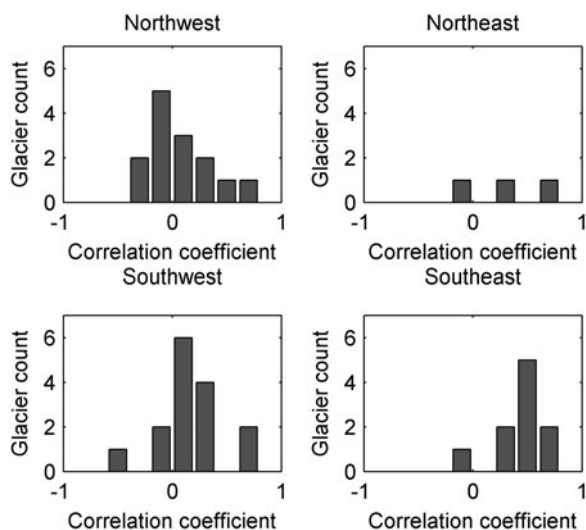 Northwest
6
4
2
0
-1 0 1
Glacier count
Correlation coefficient
Northeast
6
4
2
0
-1 0 1
Glacier count
Correlation coefficient
Southwest
6
4
2
0
-1 0 1
Glacier count
Correlation coefficient
Southeast
6
4
2
0
-1 0 1
Glacier count
Correlation coefficient